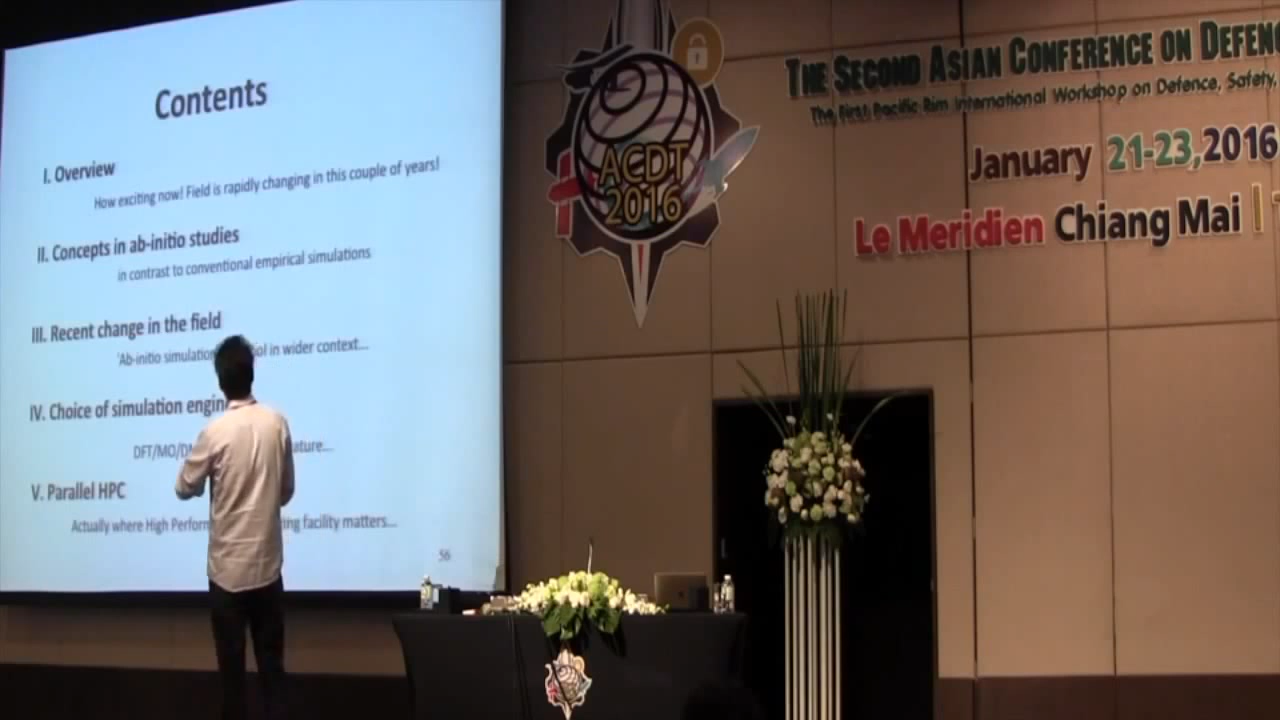 Contents
I. Overview
How exciting now! Field is rapidly changing in this couple of years!
II. Concepts in ab-initio studies
in contrast to conventional empirical simulations
III. Recent change in the field
'Ab-initio simulation in wider context...
IV. Choice of simulation engin
DFT/MO/D ature...
V. Parallel HPC
Actually where High Perform ing facility matters...
56
ACDT
2016
THE SECOND ASIAN CONFERENCE ON DEFENC
The First Pacific Rim International Workshop on Defence, Safety,
January 21-23,2016
Le Meridien Chiang Mai |